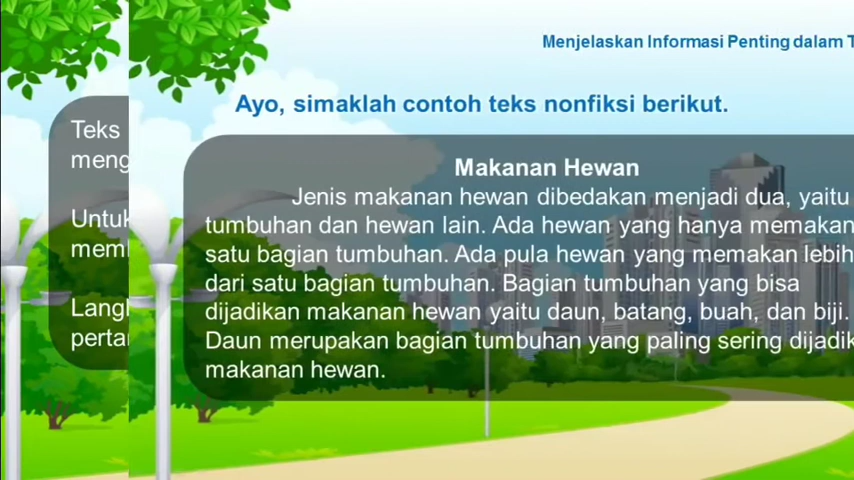 Menjelaskan Informasi Penting dalam T
Ayo, simaklah contoh teks nonfiksi berikut.
Teks
meng
Untuk
memb
Langk
pertar
Makanan Hewan
Jenis makanan hewan dibedakan menjadi dua, yaitu
tumbuhan dan hewan lain. Ada hewan yang hanya memakan
satu bagian tumbuhan. Ada pula hewan yang memakan lebih
dari satu bagian tumbuhan. Bagian tumbuhan yang bisa
dijadikan makanan hewan yaitu daun, batang, buah, dan biji.
Daun merupakan bagian tumbuhan yang paling sering dijadik
makanan hewan.